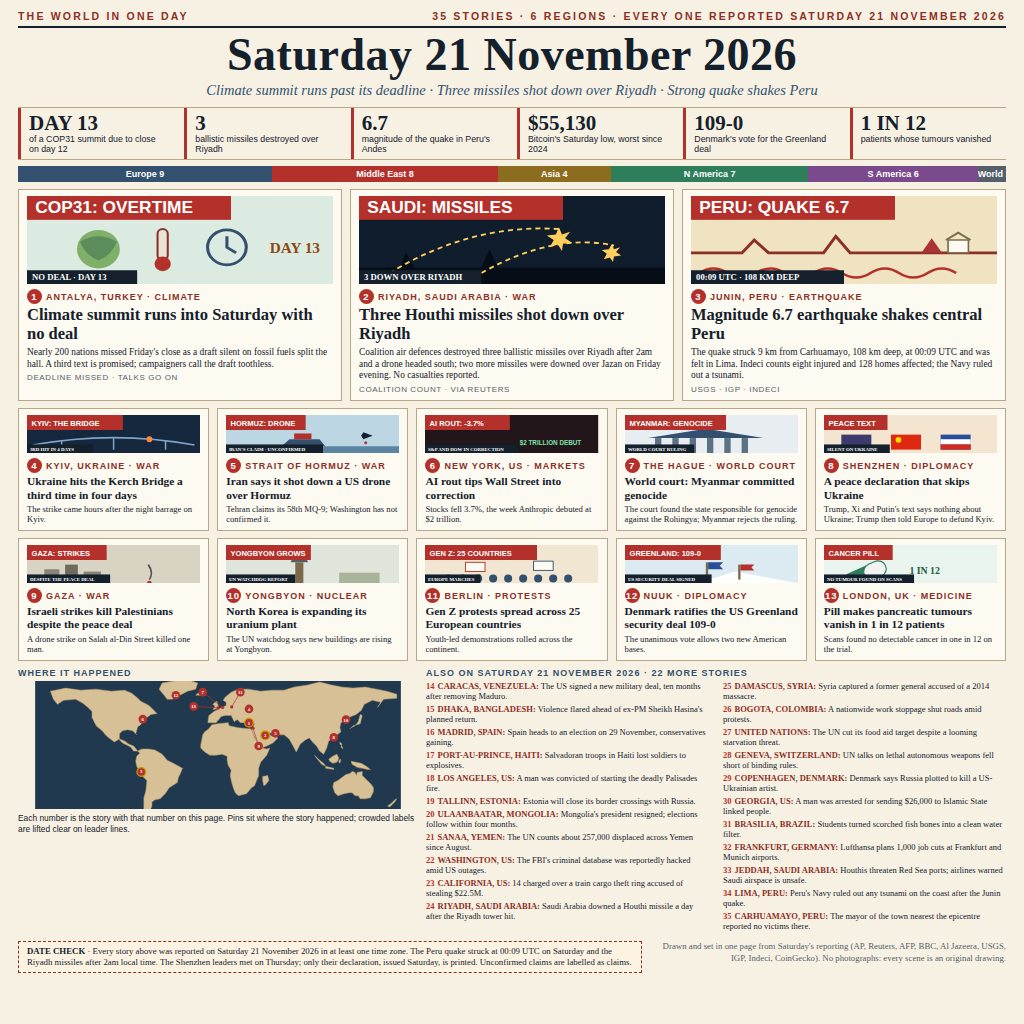 THE WORLD IN ONE DAY
35 STORIES · 6 REGIONS · EVERY ONE REPORTED SATURDAY 21 NOVEMBER 2026
Saturday 21 November 2026
Climate summit runs past its deadline · Three missiles shot down over Riyadh · Strong quake shakes Peru
DAY 13
of a COP31 summit due to close
on day 12
3
ballistic missiles destroyed over
Riyadh
6.7
magnitude of the quake in Peru's
Andes
$55,130
Bitcoin's Saturday low, worst since
2024
109-0
Denmark's vote for the Greenland
deal
1 IN 12
patients whose tumours vanished
Europe 9
Middle East 8
Asia 4
N America 7
S America 6
World
COP31: OVERTIME
DAY 13
NO DEAL · DAY 13
1 ANTALYA, TURKEY · CLIMATE
Climate summit runs into Saturday with
no deal
Nearly 200 nations missed Friday's close as a draft silent on fossil fuels split the
hall. A third text is promised; campaigners call the draft toothless.
DEADLINE MISSED · TALKS GO ON
SAUDI: MISSILES
3 DOWN OVER RIYADH
2 RIYADH, SAUDI ARABIA · WAR
Three Houthi missiles shot down over
Riyadh
Coalition air defences destroyed three ballistic missiles over Riyadh after 2am
and a drone headed south; two more were downed over Jazan on Friday
evening. No casualties reported.
COALITION COUNT · VIA REUTERS
PERU: QUAKE 6.7
00:09 UTC · 108 KM DEEP
3 JUNIN, PERU · EARTHQUAKE
Magnitude 6.7 earthquake shakes central
Peru
The quake struck 9 km from Carhuamayo, 108 km deep, at 00:09 UTC and was
felt in Lima. Indeci counts eight injured and 128 homes affected; the Navy ruled
out a tsunami.
USGS · IGP · INDECI
KYIV: THE BRIDGE
3RD HIT IN 4 DAYS
4 KYIV, UKRAINE · WAR
Ukraine hits the Kerch Bridge a
third time in four days
The strike came hours after the night barrage on
Kyiv.
HORMUZ: DRONE
IRAN'S CLAIM · UNCONFIRMED
5 STRAIT OF HORMUZ · WAR
Iran says it shot down a US drone
over Hormuz
Tehran claims its 58th MQ-9; Washington has not
confirmed it.
AI ROUT: -3.7%
$2 TRILLION DEBUT
S&P AND DOW IN CORRECTION
6 NEW YORK, US · MARKETS
AI rout tips Wall Street into
correction
Stocks fell 3.7%, the week Anthropic debuted at
$2 trillion.
MYANMAR: GENOCIDE
WORLD COURT RULING
7 THE HAGUE · WORLD COURT
World court: Myanmar committed
genocide
The court found the state responsible for genocide
against the Rohingya; Myanmar rejects the ruling.
PEACE TEXT
SILENT ON UKRAINE
8 SHENZHEN · DIPLOMACY
A peace declaration that skips
Ukraine
Trump, Xi and Putin's text says nothing about
Ukraine; Trump then told Europe to defund Kyiv.
GAZA: STRIKES
DESPITE THE PEACE DEAL
9 GAZA · WAR
Israeli strikes kill Palestinians
despite the peace deal
A drone strike on Salah al-Din Street killed one
man.
YONGBYON GROWS
UN WATCHDOG REPORT
10 YONGBYON · NUCLEAR
North Korea is expanding its
uranium plant
The UN watchdog says new buildings are rising
at Yongbyon.
GEN Z: 25 COUNTRIES
EUROPE MARCHES
11 BERLIN · PROTESTS
Gen Z protests spread across 25
European countries
Youth-led demonstrations rolled across the
continent.
GREENLAND: 109-0
US SECURITY DEAL SIGNED
12 NUUK · DIPLOMACY
Denmark ratifies the US Greenland
security deal 109-0
The unanimous vote allows two new American
bases.
CANCER PILL
1 IN 12
NO TUMOUR FOUND ON SCANS
13 LONDON, UK · MEDICINE
Pill makes pancreatic tumours
vanish in 1 in 12 patients
Scans found no detectable cancer in one in 12 on
the trial.
WHERE IT HAPPENED
Each number is the story with that number on this page. Pins sit where the story happened; crowded labels
are lifted clear on leader lines.
ALSO ON SATURDAY 21 NOVEMBER 2026 · 22 MORE STORIES
14 CARACAS, VENEZUELA: The US signed a new military deal, ten months
after removing Maduro.
15 DHAKA, BANGLADESH: Violence flared ahead of ex-PM Sheikh Hasina's
planned return.
16 MADRID, SPAIN: Spain heads to an election on 29 November, conservatives
gaining.
17 PORT-AU-PRINCE, HAITI: Salvadoran troops in Haiti lost soldiers to
explosives.
18 LOS ANGELES, US: A man was convicted of starting the deadly Palisades
fire.
19 TALLINN, ESTONIA: Estonia will close its border crossings with Russia.
20 ULAANBAATAR, MONGOLIA: Mongolia's president resigned; elections
follow within four months.
21 SANAA, YEMEN: The UN counts about 257,000 displaced across Yemen
since August.
22 WASHINGTON, US: The FBI's criminal database was reportedly hacked
amid US outages.
23 CALIFORNIA, US: 14 charged over a train cargo theft ring accused of
stealing $22.5M.
24 RIYADH, SAUDI ARABIA: Saudi Arabia downed a Houthi missile a day
after the Riyadh tower hit.
25 DAMASCUS, SYRIA: Syria captured a former general accused of a 2014
massacre.
26 BOGOTA, COLOMBIA: A nationwide work stoppage shut roads amid
protests.
27 UNITED NATIONS: The UN cut its food aid target despite a looming
starvation threat.
28 GENEVA, SWITZERLAND: UN talks on lethal autonomous weapons fell
short of binding rules.
29 COPENHAGEN, DENMARK: Denmark says Russia plotted to kill a US-
Ukrainian artist.
30 GEORGIA, US: A man was arrested for sending $26,000 to Islamic State
linked people.
31 BRASILIA, BRAZIL: Students turned scorched fish bones into a clean water
filter.
32 FRANKFURT, GERMANY: Lufthansa plans 1,000 job cuts at Frankfurt and
Munich airports.
33 JEDDAH, SAUDI ARABIA: Houthis threaten Red Sea ports; airlines warned
Saudi airspace is unsafe.
34 LIMA, PERU: Peru's Navy ruled out any tsunami on the coast after the Junin
quake.
35 CARHUAMAYO, PERU: The mayor of the town nearest the epicentre
reported no victims there.
DATE CHECK · Every story above was reported on Saturday 21 November 2026 in at least one time zone. The Peru quake struck at 00:09 UTC on Saturday and the
Riyadh missiles after 2am local time. The Shenzhen leaders met on Thursday; only their declaration, issued Saturday, is printed. Unconfirmed claims are labelled as claims.
Drawn and set in one page from Saturday's reporting (AP, Reuters, AFP, BBC, Al Jazeera, USGS,
IGP, Indeci, CoinGecko). No photographs: every scene is an original drawing.